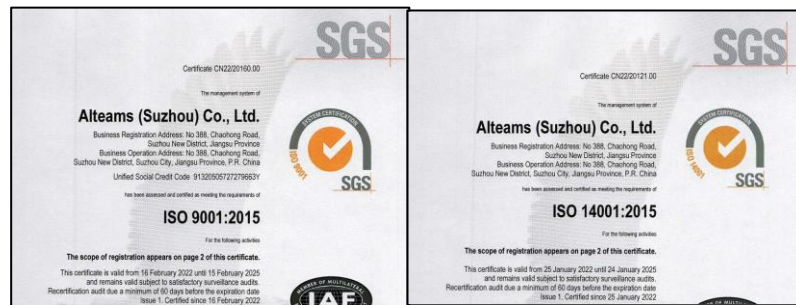 SGS
Certificate CN22/20160.00
The management system of
Alteams (Suzhou) Co., Ltd.
Business Registration Address: No 388, Chaohong Road,
Suzhou New District, Jiangsu Province
Business Operation Address: No 388, Chaohong Road,
Suzhou New District, Suzhou City, Jiangsu Province, P.R. China
Unified Social Credit Code 91320505727279663Y
has been assessed and certified as meeting the requirements of
ISO 9001:2015
For the following activities
The scope of registration appears on page 2 of this certificate.
This certificate is valid from 16 February 2022 until 15 February 2025
and remains valid subject to satisfactory surveillance audits.
Recertification audit due a minimum of 60 days before the expiration date
Issue 1. Certified since 16 February 2022
SYSTEM CERTIFICATION
ISO 9001
SGS
MEMBER OF MULTILATERAL
IAF
SGS
Certificate CN22/20121.00
The management system of
Alteams (Suzhou) Co., Ltd.
Business Registration Address: No 388, Chaohong Road,
Suzhou New District, Jiangsu Province
Business Operation Address: No 388, Chaohong Road,
Suzhou New District, Suzhou City, Jiangsu Province, P.R. China
has been assessed and certified as meeting the requirements of
ISO 14001:2015
For the following activities
The scope of registration appears on page 2 of this certificate.
This certificate is valid from 25 January 2022 until 24 January 2025
and remains valid subject to satisfactory surveillance audits.
Recertification audit due a minimum of 60 days before the expiration date
Issue 1. Certified since 25 January 2022
SYSTEM CERTIFICATION
ISO 14001
SGS